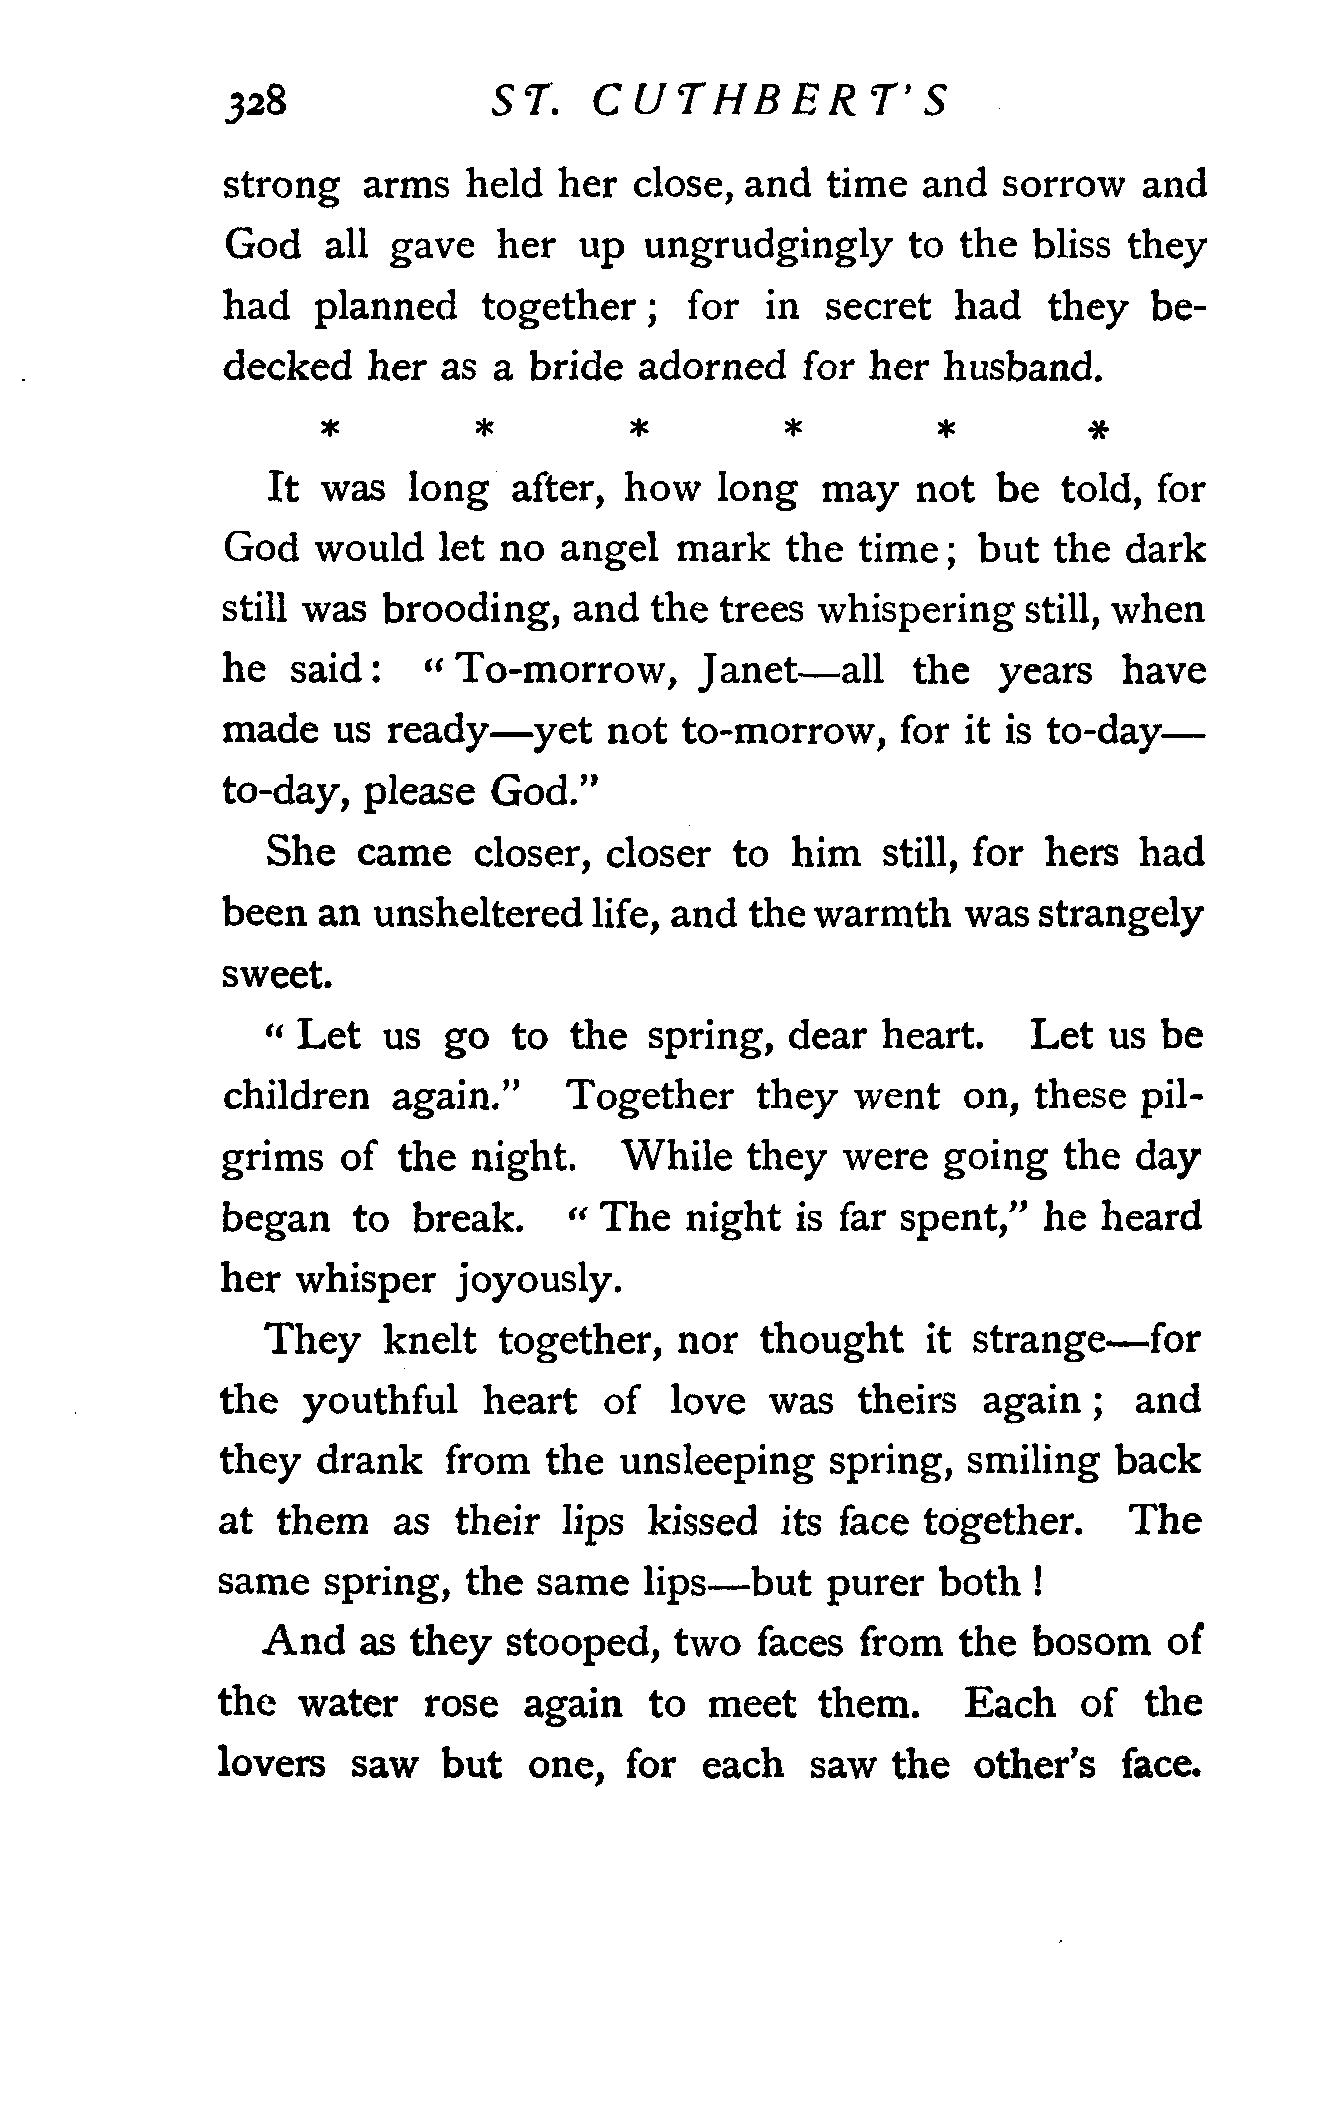 328 ST. CUTHBERT'S
strong arms held her close, and time and sorrow and
God all gave her up ungrudgingly to the bliss they
had planned together; for in secret had they be-
decked her as a bride adorned for her husband.
* * * * * *
It was long after, how long may not be told, for
God would let no angel mark the time; but the dark
still was brooding, and the trees whispering still, when
he said: "To-morrow, Janet—all the years have
made us ready—yet not to-morrow, for it is to-day—
to-day, please God."
She came closer, closer to him still, for hers had
been an unsheltered life, and the warmth was strangely
sweet.
"Let us go to the spring, dear heart. Let us be
children again." Together they went on, these pil-
grims of the night. While they were going the day
began to break. "The night is far spent," he heard
her whisper joyously.
They knelt together, nor thought it strange—for
the youthful heart of love was theirs again; and
they drank from the unsleeping spring, smiling back
at them as their lips kissed its face together. The
same spring, the same lips—but purer both!
And as they stooped, two faces from the bosom of
the water rose again to meet them. Each of the
lovers saw but one, for each saw the other's face.